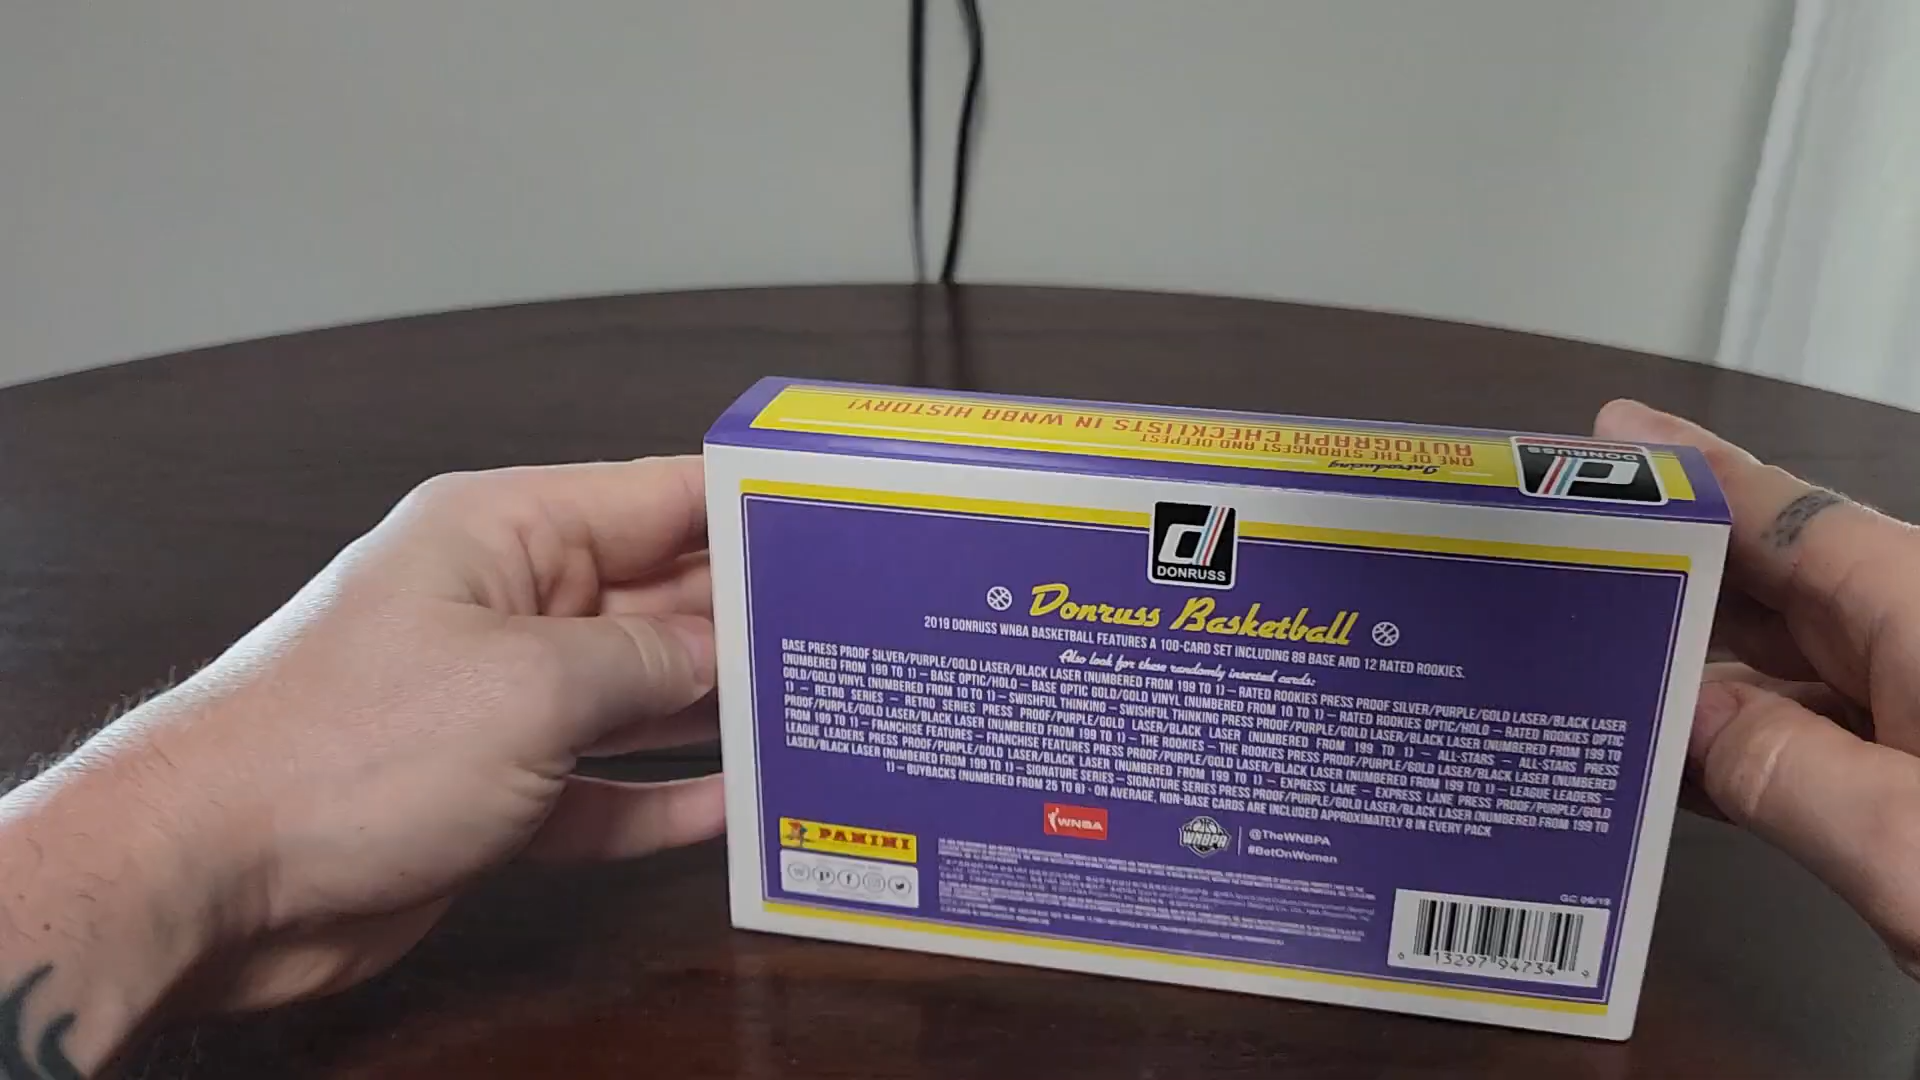 Introducing
ONE OF THE STRONGEST AND DEEPEST
AUTOGRAPH CHECKLISTS IN WNBA HISTORY!
DONRUSS
DONRUSS
Donruss Basketball
2019 DONRUSS WNBA BASKETBALL FEATURES A 100-CARD SET INCLUDING 88 BASE AND 12 RATED ROOKIES.
Also look for these randomly inserted cards:
BASE PRESS PROOF SILVER/PURPLE/GOLD LASER/BLACK LASER (NUMBERED FROM 199 TO 1) – RATED ROOKIES PRESS PROOF SILVER/PURPLE/GOLD LASER/BLACK LASER
(NUMBERED FROM 199 TO 1) – BASE OPTIC/HOLO – BASE OPTIC GOLD/GOLD VINYL (NUMBERED FROM 10 TO 1) – RATED ROOKIES OPTIC/HOLO – RATED ROOKIES OPTIC
GOLD/GOLD VINYL (NUMBERED FROM 10 TO 1) – SWISHFUL THINKING – SWISHFUL THINKING PRESS PROOF/PURPLE/GOLD LASER/BLACK LASER (NUMBERED FROM 199 TO
1) – RETRO SERIES – RETRO SERIES PRESS PROOF/PURPLE/GOLD LASER/BLACK LASER (NUMBERED FROM 199 TO 1) – ALL-STARS – ALL-STARS PRESS
PROOF/PURPLE/GOLD LASER/BLACK LASER (NUMBERED FROM 199 TO 1) – THE ROOKIES – THE ROOKIES PRESS PROOF/PURPLE/GOLD LASER/BLACK LASER (NUMBERED
FROM 199 TO 1) – FRANCHISE FEATURES – FRANCHISE FEATURES PRESS PROOF/PURPLE/GOLD LASER/BLACK LASER (NUMBERED FROM 199 TO 1) – LEAGUE LEADERS –
LEAGUE LEADERS PRESS PROOF/PURPLE/GOLD LASER/BLACK LASER (NUMBERED FROM 199 TO 1) – EXPRESS LANE – EXPRESS LANE PRESS PROOF/PURPLE/GOLD
LASER/BLACK LASER (NUMBERED FROM 199 TO 1) – SIGNATURE SERIES – SIGNATURE SERIES PRESS PROOF/PURPLE/GOLD LASER/BLACK LASER (NUMBERED FROM 199 TO
1) – BUYBACKS (NUMBERED FROM 25 TO 6) · ON AVERAGE, NON-BASE CARDS ARE INCLUDED APPROXIMATELY 8 IN EVERY PACK
PANINI
WNBA
WNBPA
@TheWNBPA
#BetOnWomen
GC 06/19
6 13297 94734 9